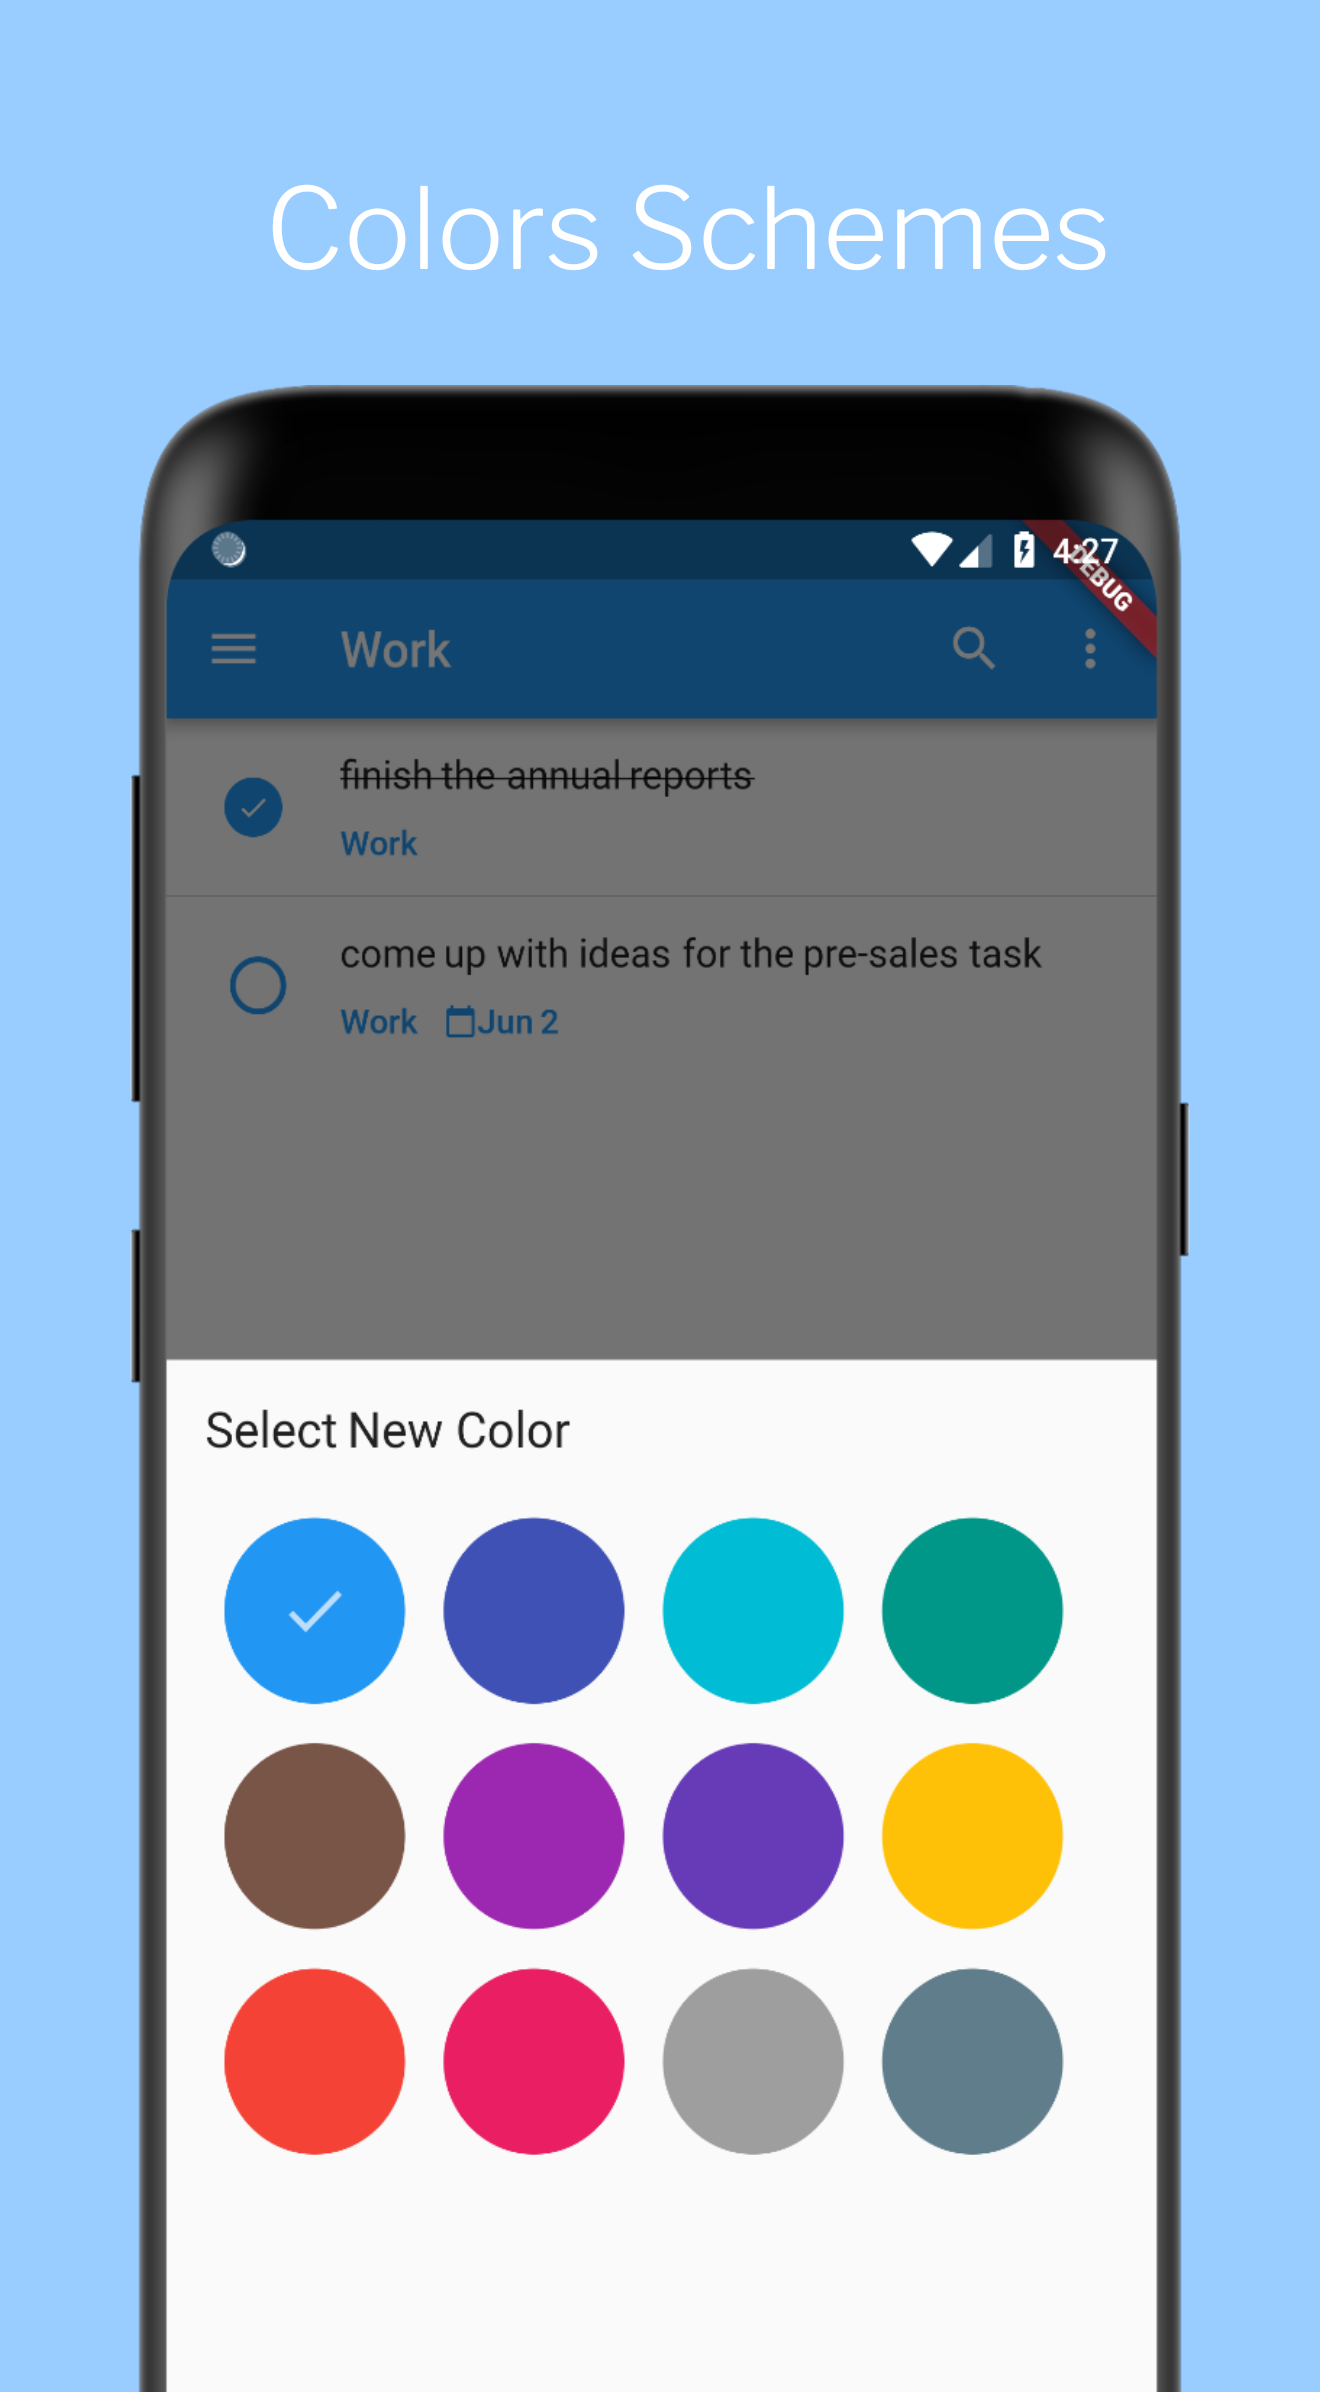 Colors Schemes
4:27
DEBUG
Work
finish the annual reports
Work
come up with ideas for the pre-sales task
Work Jun 2
Select New Color